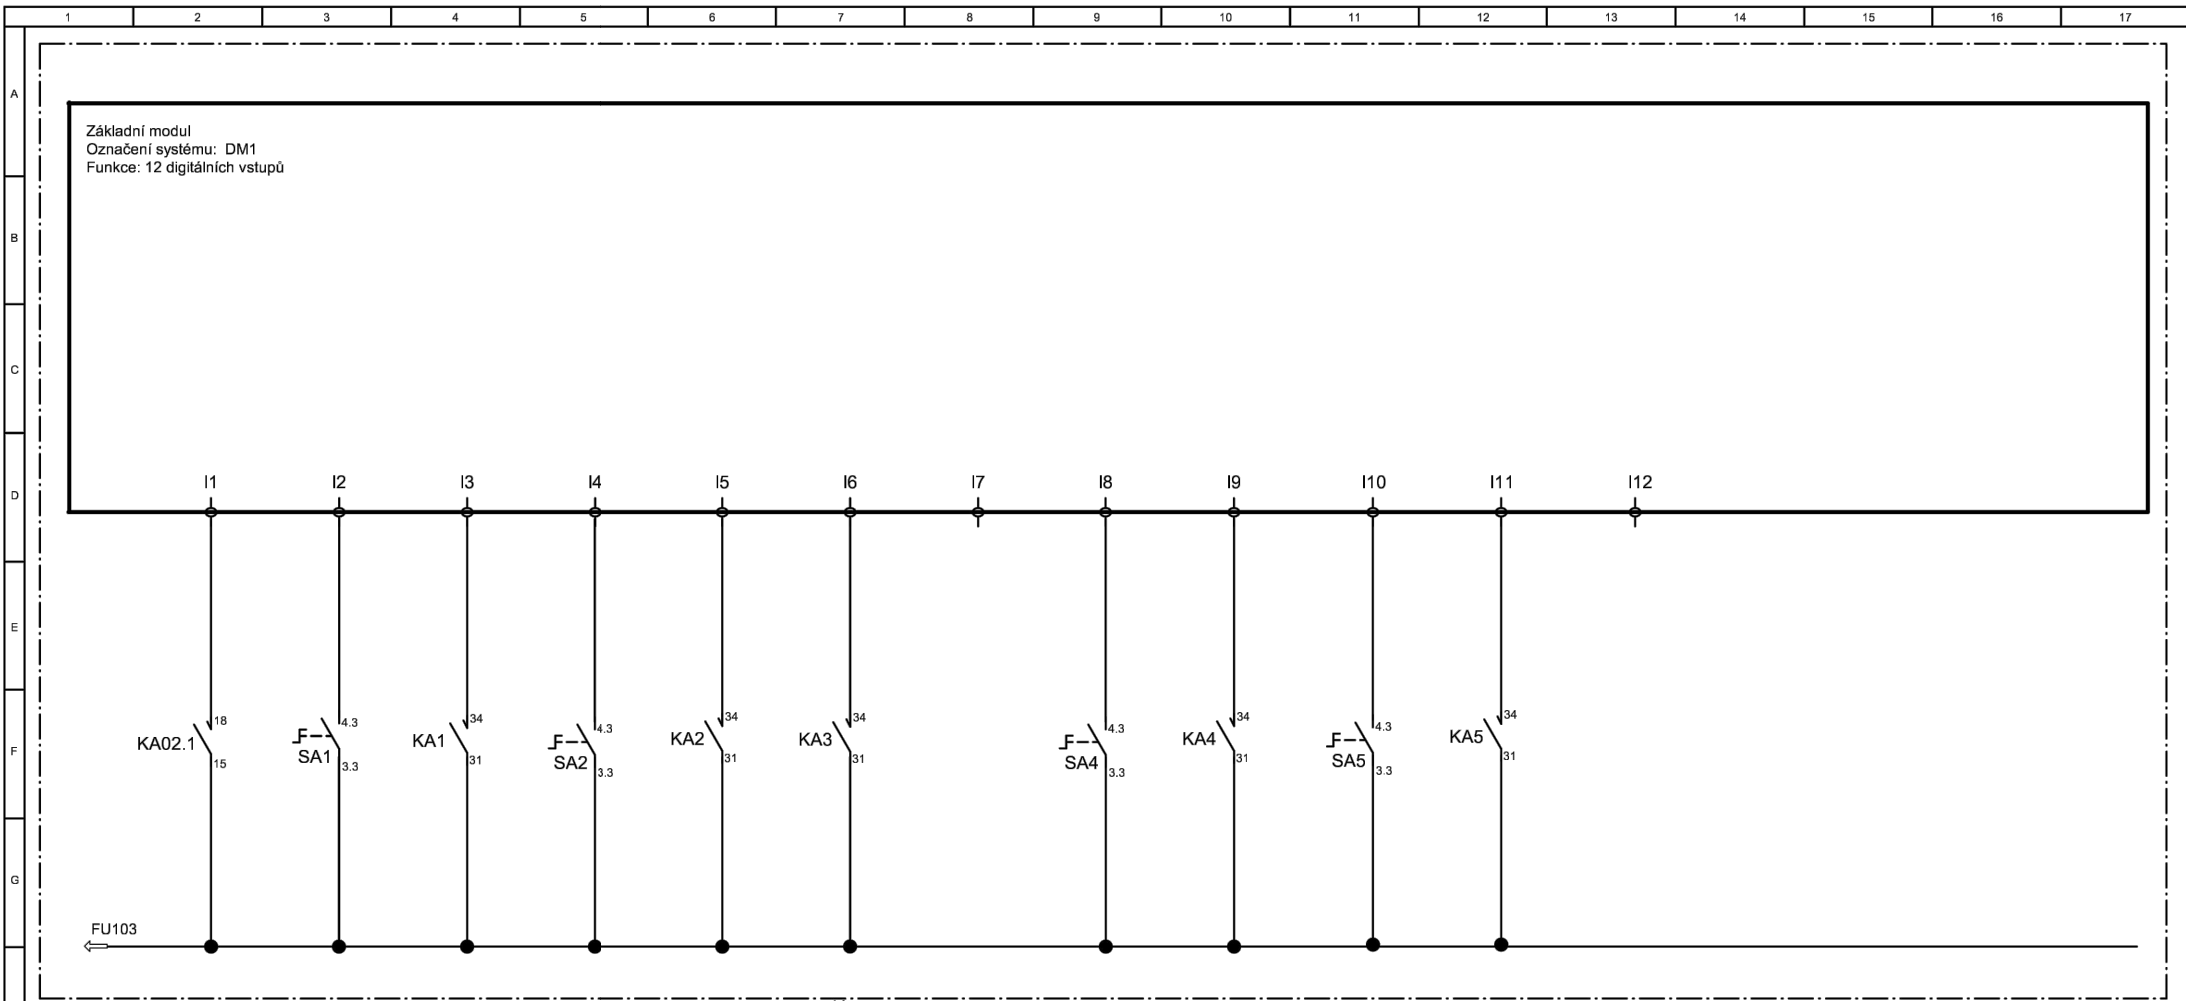 1 2 3 4 5 6 7 8 9 10 11 12 13 14 15 16 17
A
Základní modul
Označení systému: DM1
Funkce: 12 digitálních vstupů
B
C
D
I1 I2 I3 I4 I5 I6 I7 I8 I9 I10 I11 I12
E
F
KA02.1 18 15
SA1 4.3 3.3
KA1 34 31
SA2 4.3 3.3
KA2 34 31
KA3 34 31
SA4 4.3 3.3
KA4 34 31
SA5 4.3 3.3
KA5 34 31
G
FU103